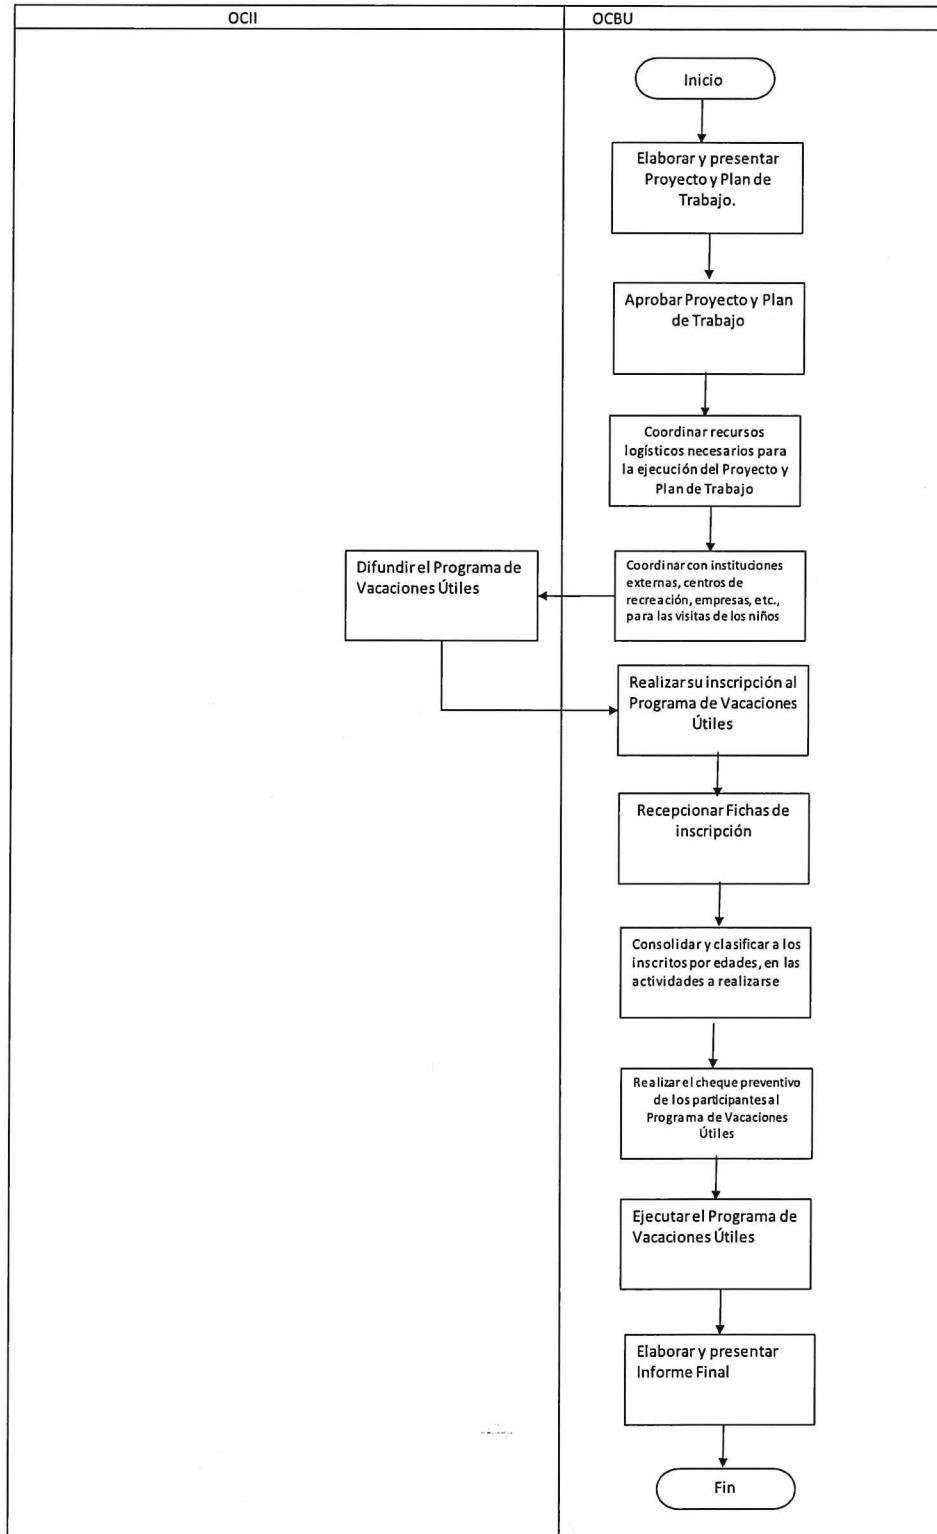 OCII
OCBU
Inicio
Elaborar y presentar
Proyecto y Plan de
Trabajo.
Aprobar Proyecto y Plan
de Trabajo
Coordinar recursos
logísticos necesarios para
la ejecución del Proyecto y
Plan de Trabajo
Coordinar con instituciones
externas, centros de
recreación, empresas, etc.,
para las visitas de los niños
Difundir el Programa de
Vacaciones Útiles
Realizar su inscripción al
Programa de Vacaciones
Útiles
Recepcionar Fichas de
inscripción
Consolidar y clasificar a los
inscritos por edades, en las
actividades a realizarse
Realizar el cheque preventivo
de los participantes al
Programa de Vacaciones
Útiles
Ejecutar el Programa de
Vacaciones Útiles
Elaborar y presentar
Informe Final
Fin